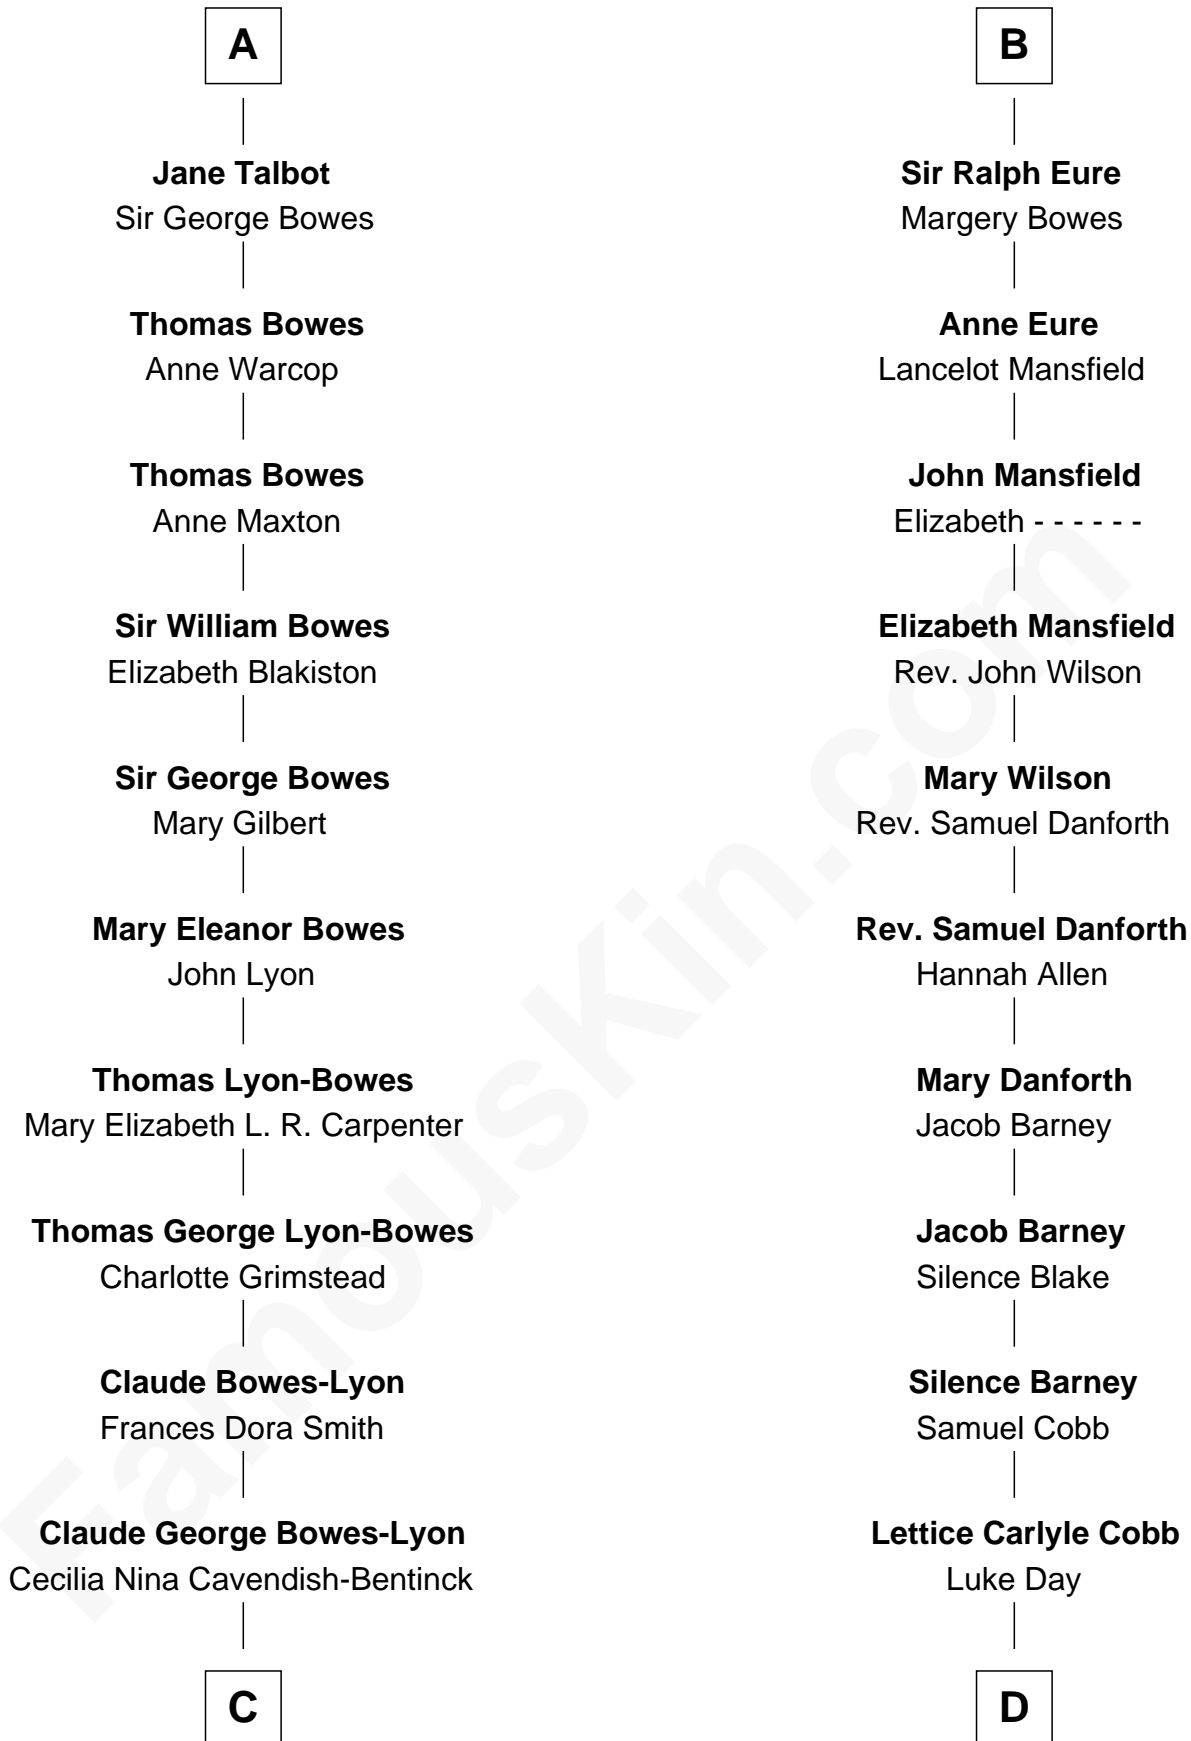 A
Jane Talbot
Sir George Bowes
Thomas Bowes
Anne Warcop
Thomas Bowes
Anne Maxton
Sir William Bowes
Elizabeth Blakiston
Sir George Bowes
Mary Gilbert
Mary Eleanor Bowes
John Lyon
Thomas Lyon-Bowes
Mary Elizabeth L. R. Carpenter
Thomas George Lyon-Bowes
Charlotte Grimstead
Claude Bowes-Lyon
Frances Dora Smith
Claude George Bowes-Lyon
Cecilia Nina Cavendish-Bentinck
C
B
Sir Ralph Eure
Margery Bowes
Anne Eure
Lancelot Mansfield
John Mansfield
Elizabeth - - - - - -
Elizabeth Mansfield
Rev. John Wilson
Mary Wilson
Rev. Samuel Danforth
Rev. Samuel Danforth
Hannah Allen
Mary Danforth
Jacob Barney
Jacob Barney
Silence Blake
Silence Barney
Samuel Cobb
Lettice Carlyle Cobb
Luke Day
D
FamousKin.com